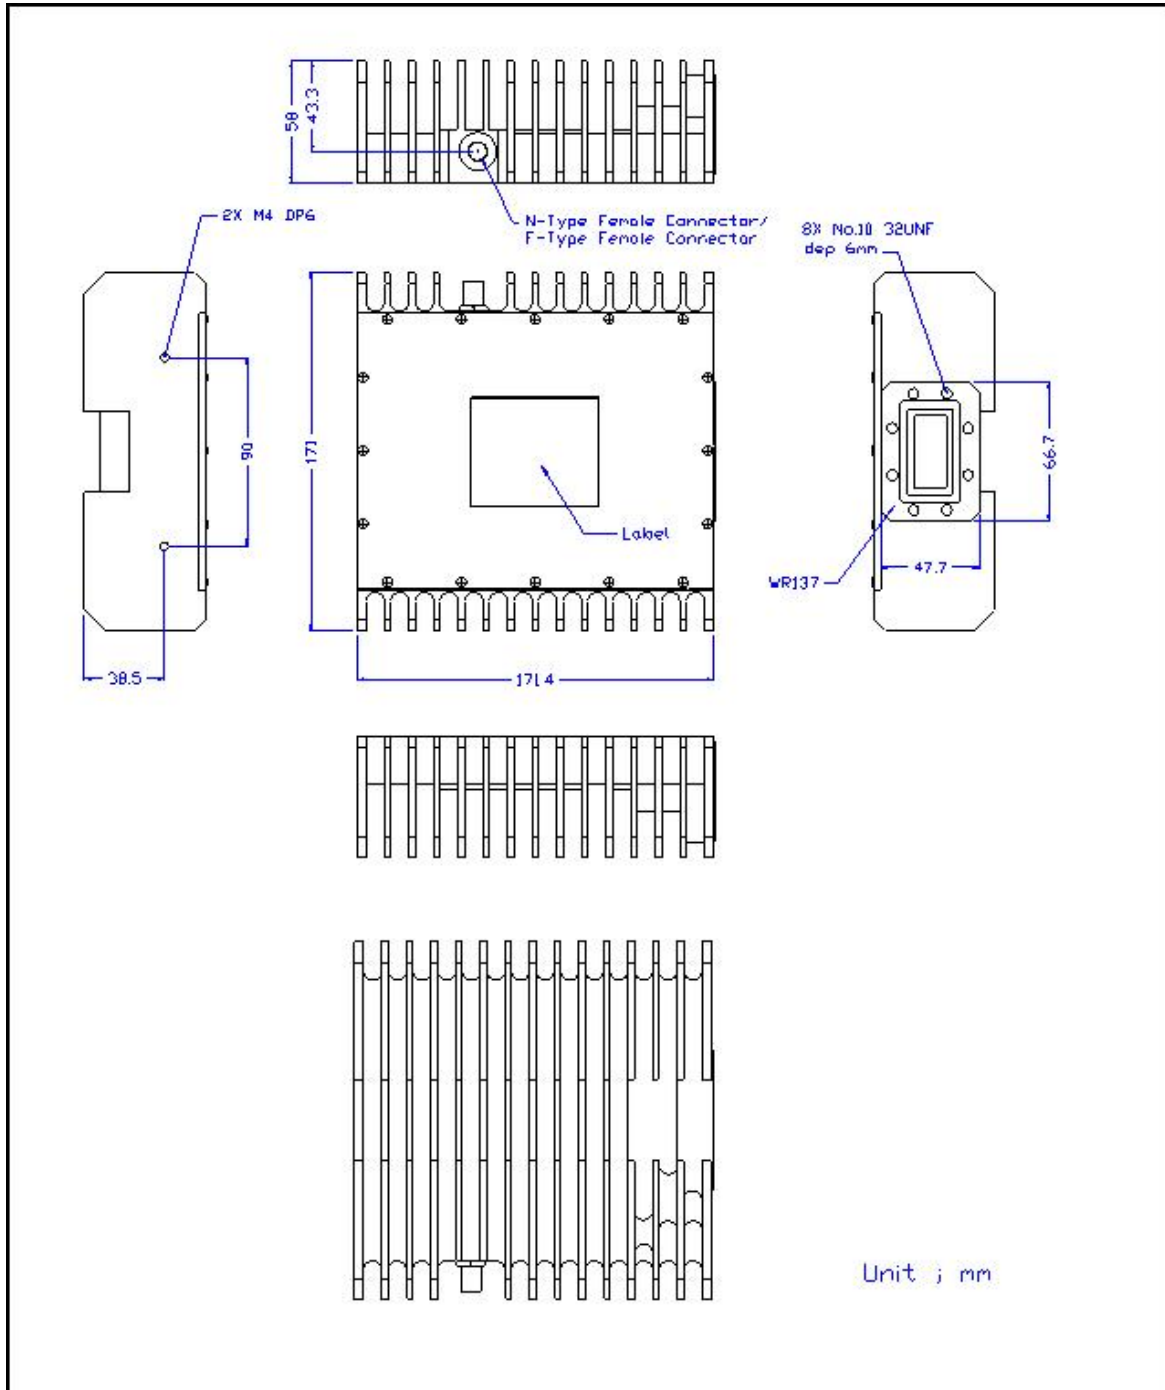 58
43.3
2X M4 DP6
N-Type Female Connector/
F-Type Female Connector
8X No.10 32UNF
dep 6mm
90
171
66.7
Label
47.7
WR137
38.5
171.4
Unit ; mm